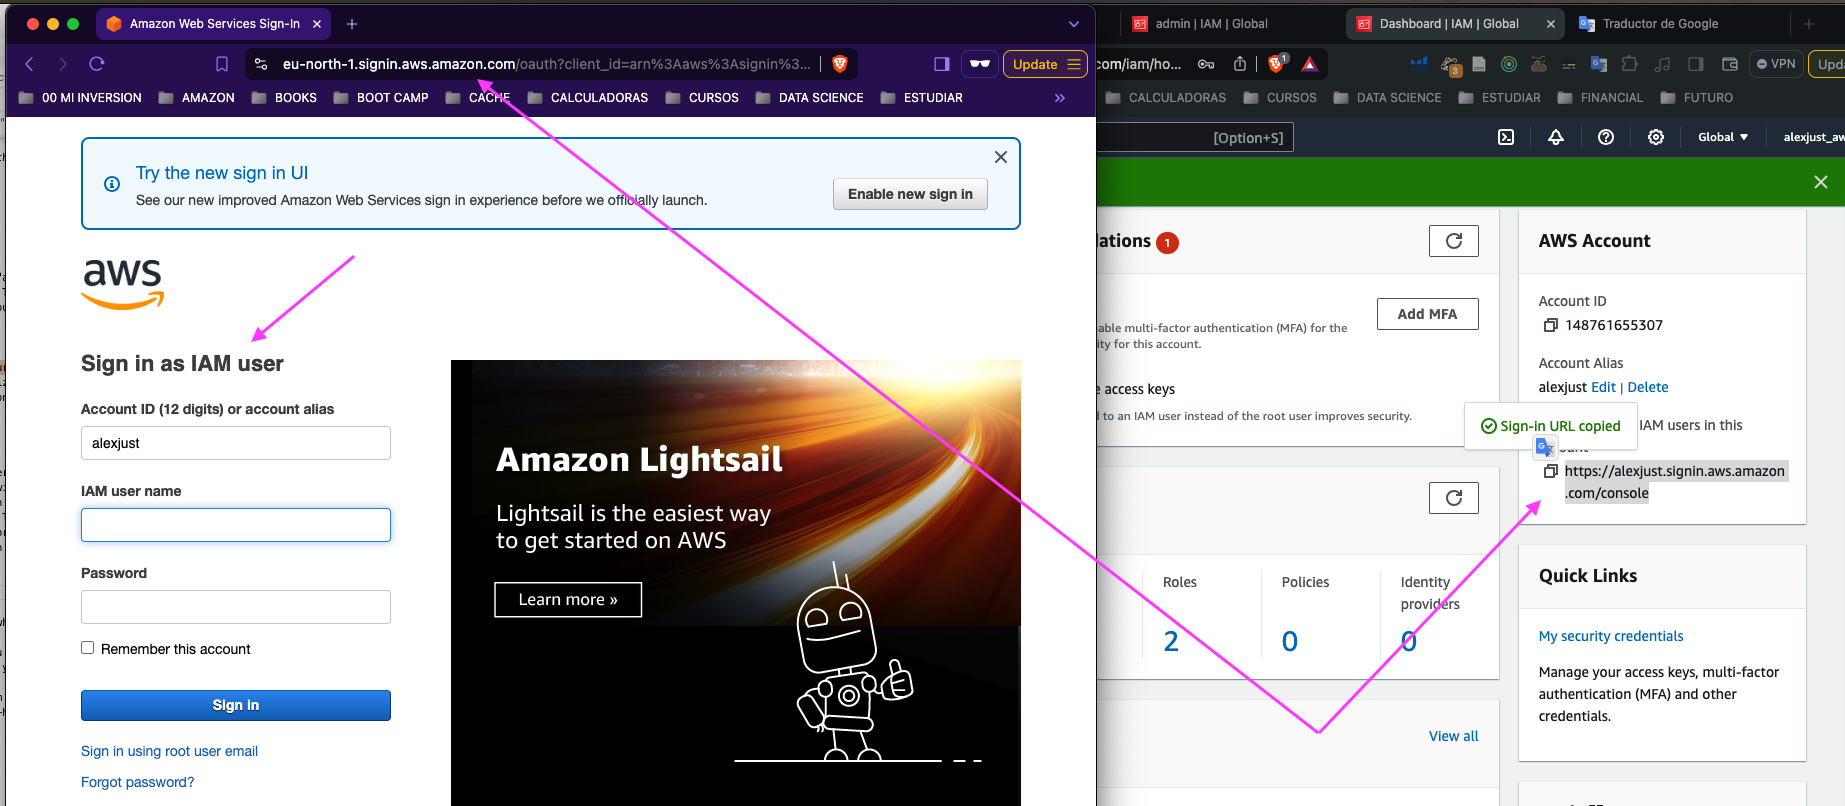 Amazon Web Services Sign-In
eu-north-1.signin.aws.amazon.com/oauth?client_id=arn%3Aaws%3Asignin%3...
Update
00 MI INVERSION
AMAZON
BOOKS
BOOT CAMP
CACHE
CALCULADORAS
CURSOS
DATA SCIENCE
ESTUDIAR
»
Try the new sign in UI
See our new improved Amazon Web Services sign in experience before we officially launch.
Enable new sign in
aws
Sign in as IAM user
Account ID (12 digits) or account alias
alexjust
IAM user name
Password
Remember this account
Sign in
Sign in using root user email
Forgot password?
Amazon Lightsail
Lightsail is the easiest way
to get started on AWS
Learn more »
admin | IAM | Global
Dashboard | IAM | Global
Traductor de Google
com/iam/ho...
1
3
VPN
CALCULADORAS
CURSOS
DATA SCIENCE
ESTUDIAR
FINANCIAL
FUTURO
[Option+S]
Global
alexjust_aw
lations 1
Add MFA
able multi-factor authentication (MFA) for the
ity for this account.
e access keys
to an IAM user instead of the root user improves security.
Roles
2
Policies
0
Identity
providers
0
View all
AWS Account
Account ID
148761655307
Account Alias
alexjust Edit | Delete
Sign-in URL copied
IAM users in this
https://alexjust.signin.aws.amazon
.com/console
Quick Links
My security credentials
Manage your access keys, multi-factor
authentication (MFA) and other
credentials.